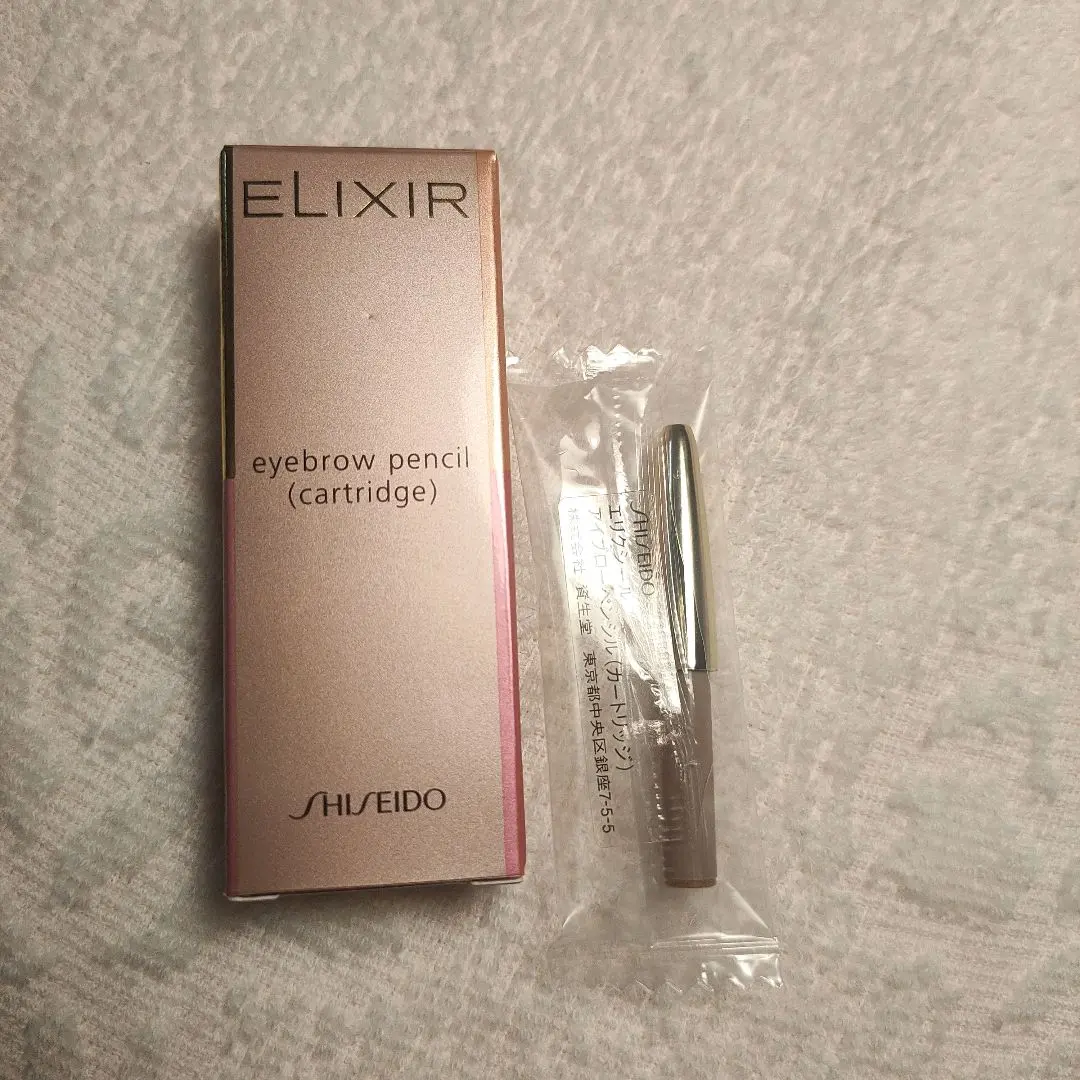 ELIXIR
eyebrow pencil
(cartridge)
SHISEIDO
SHISEIDO
エリクシール
アイブローペンシル(カートリッジ)
株式会社 資生堂 東京都中央区銀座7-5-5